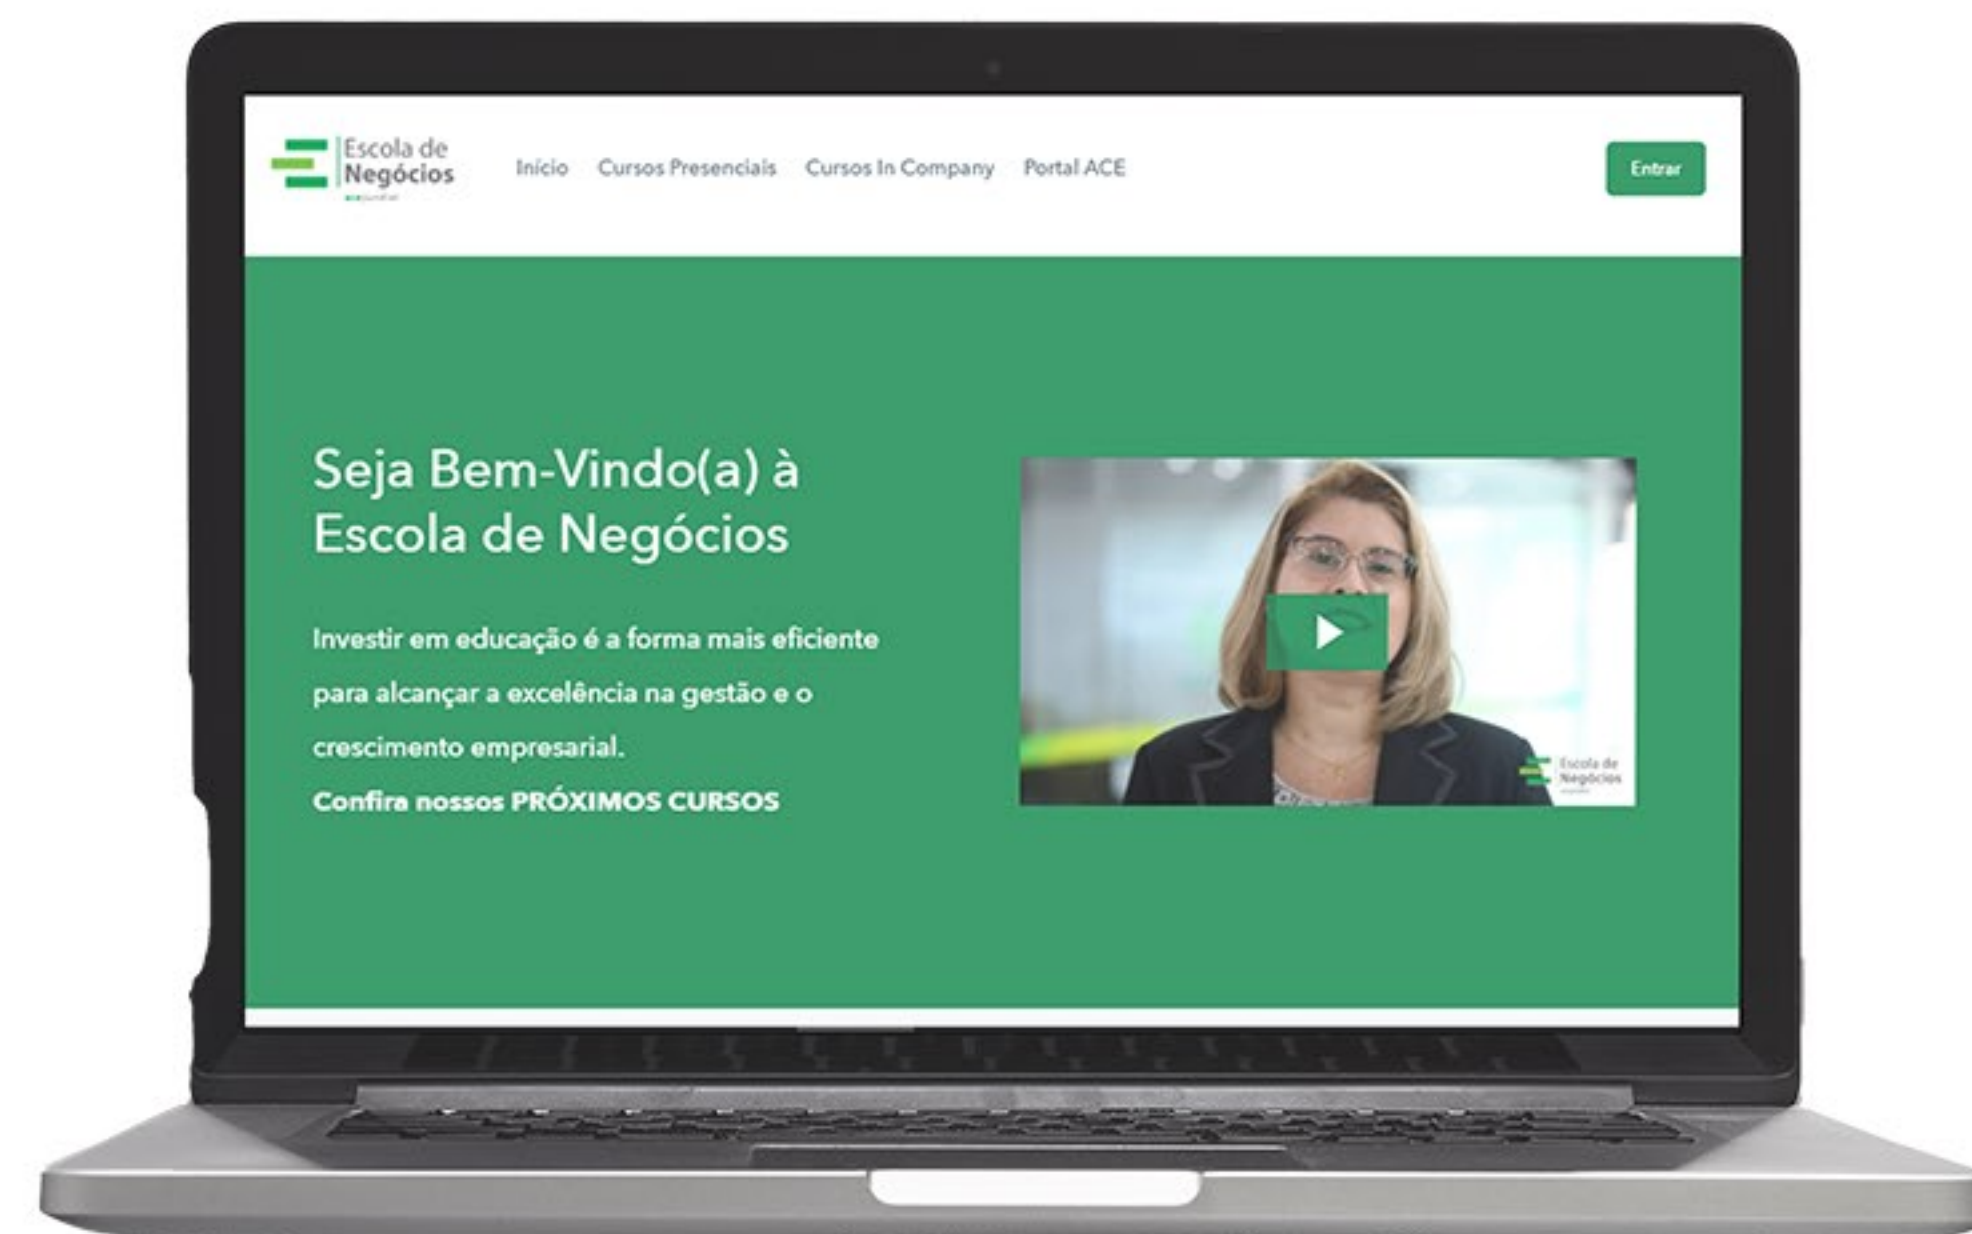 Escola de
Negócios
Início Cursos Presenciais Cursos In Company Portal ACE
Entrar
Seja Bem-Vindo(a) à
Escola de Negócios
Investir em educação é a forma mais eficiente
para alcançar a excelência na gestão e o
crescimento empresarial.
Confira nossos PRÓXIMOS CURSOS
Escola de
Negócios